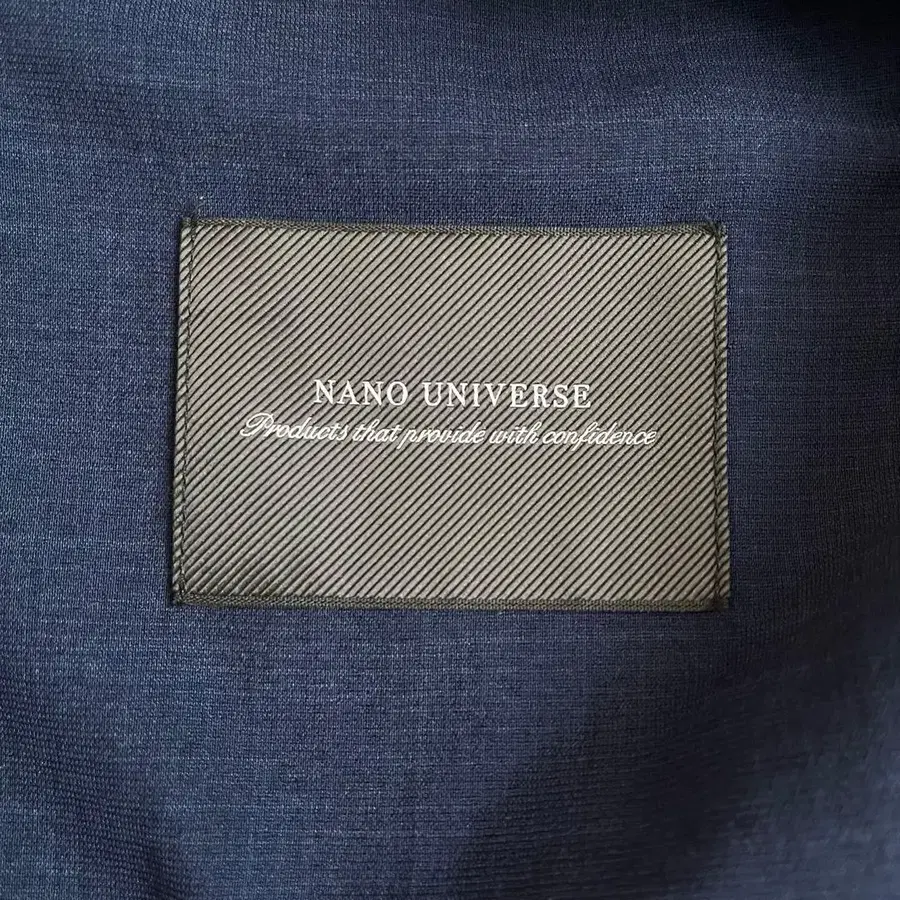 NANO UNIVERSE
Products that provide with confidence